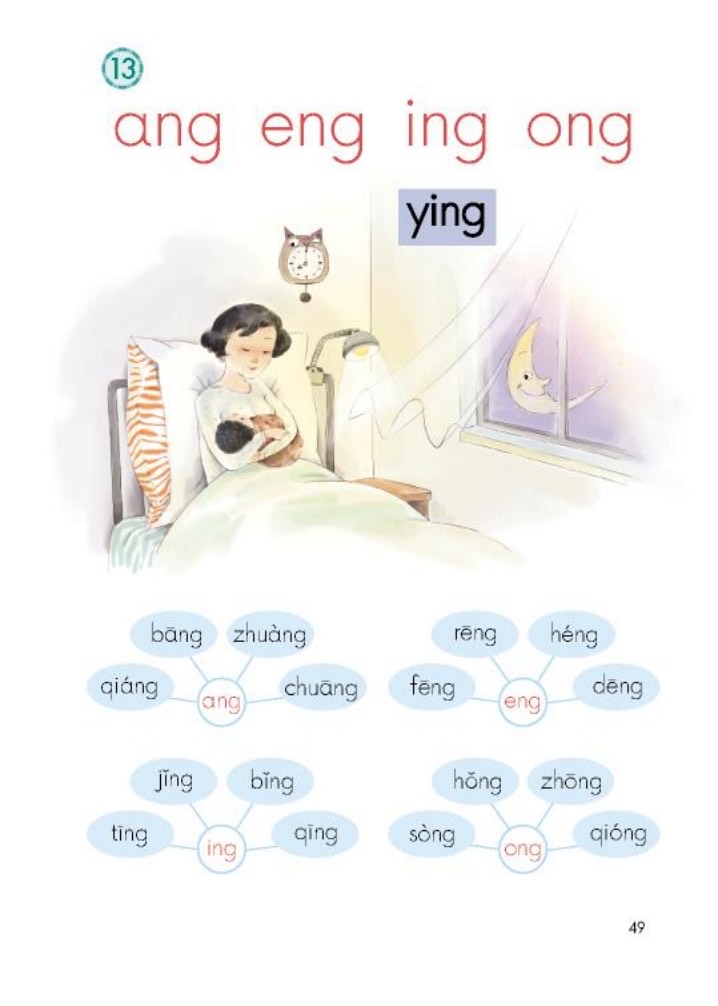 13
ang eng ing ong
ying
bāng zhuàng
qiáng chuāng
ang
rēng héng
fēng dēng
eng
jǐng bǐng
tīng qīng
ing
hǒng zhōng
sòng qióng
ong
49